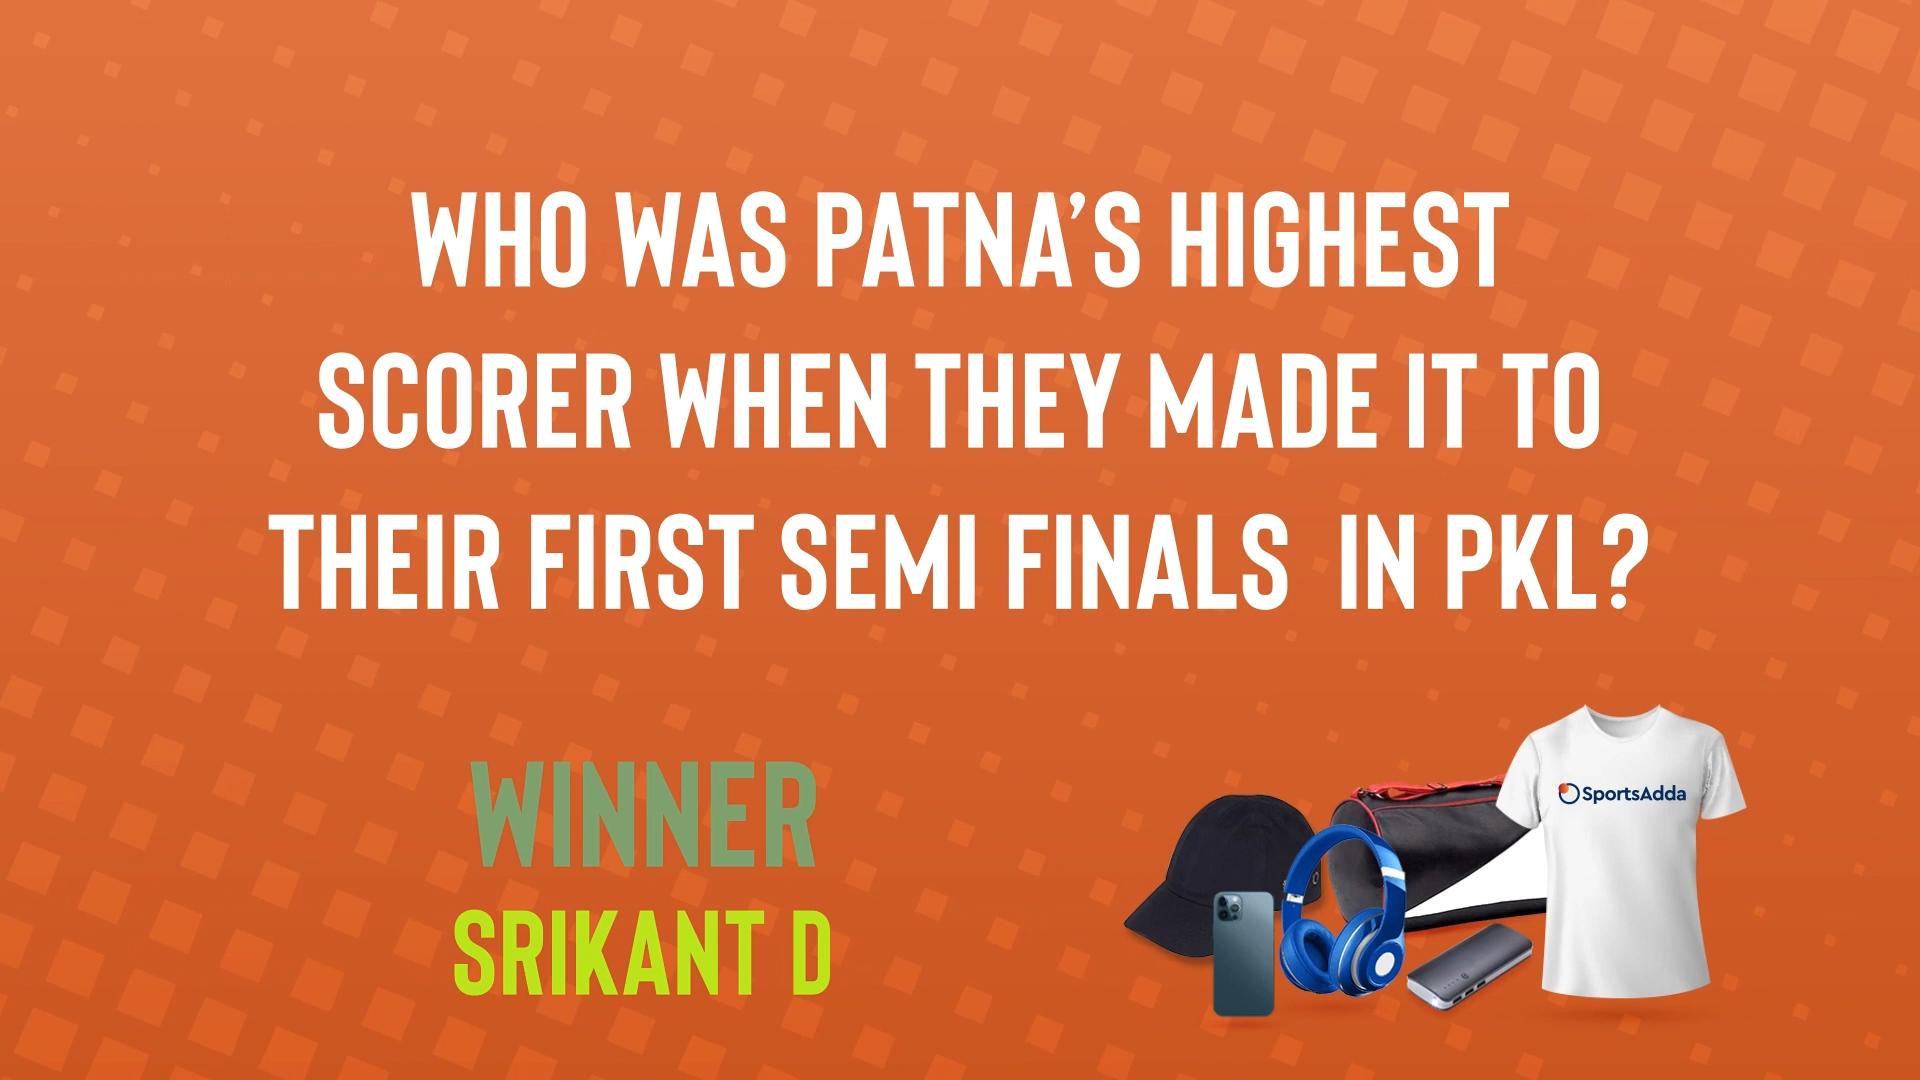 WHO WAS PATNA’S HIGHEST
SCORER WHEN THEY MADE IT TO
THEIR FIRST SEMI FINALS  IN PKL?
WINNER
SRIKANT D
SportsAdda